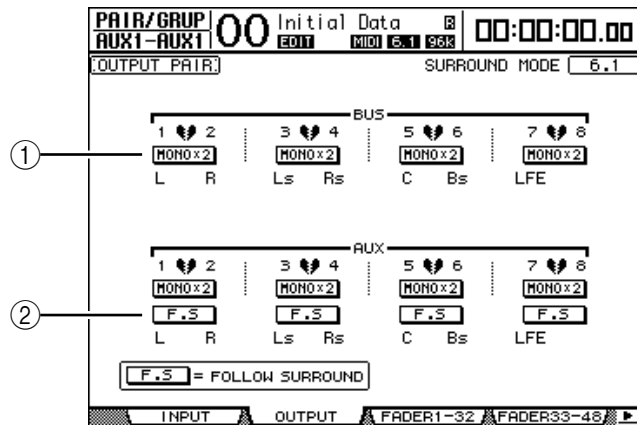 PAIR/GRUP 00 Initial Data R 00:00:00.00
AUX1-AUX1 EDIT MIDI 6.1 96k
OUTPUT PAIR SURROUND MODE 6.1
BUS
1 2 3 4 5 6 7 8
① MONO×2 MONO×2 MONO×2 MONO×2
L R Ls Rs C Bs LFE
AUX
1 2 3 4 5 6 7 8
MONO×2 MONO×2 MONO×2 MONO×2
② F.S F.S F.S F.S
L R Ls Rs C Bs LFE
F.S = FOLLOW SURROUND
INPUT OUTPUT FADER1-32 FADER33-48